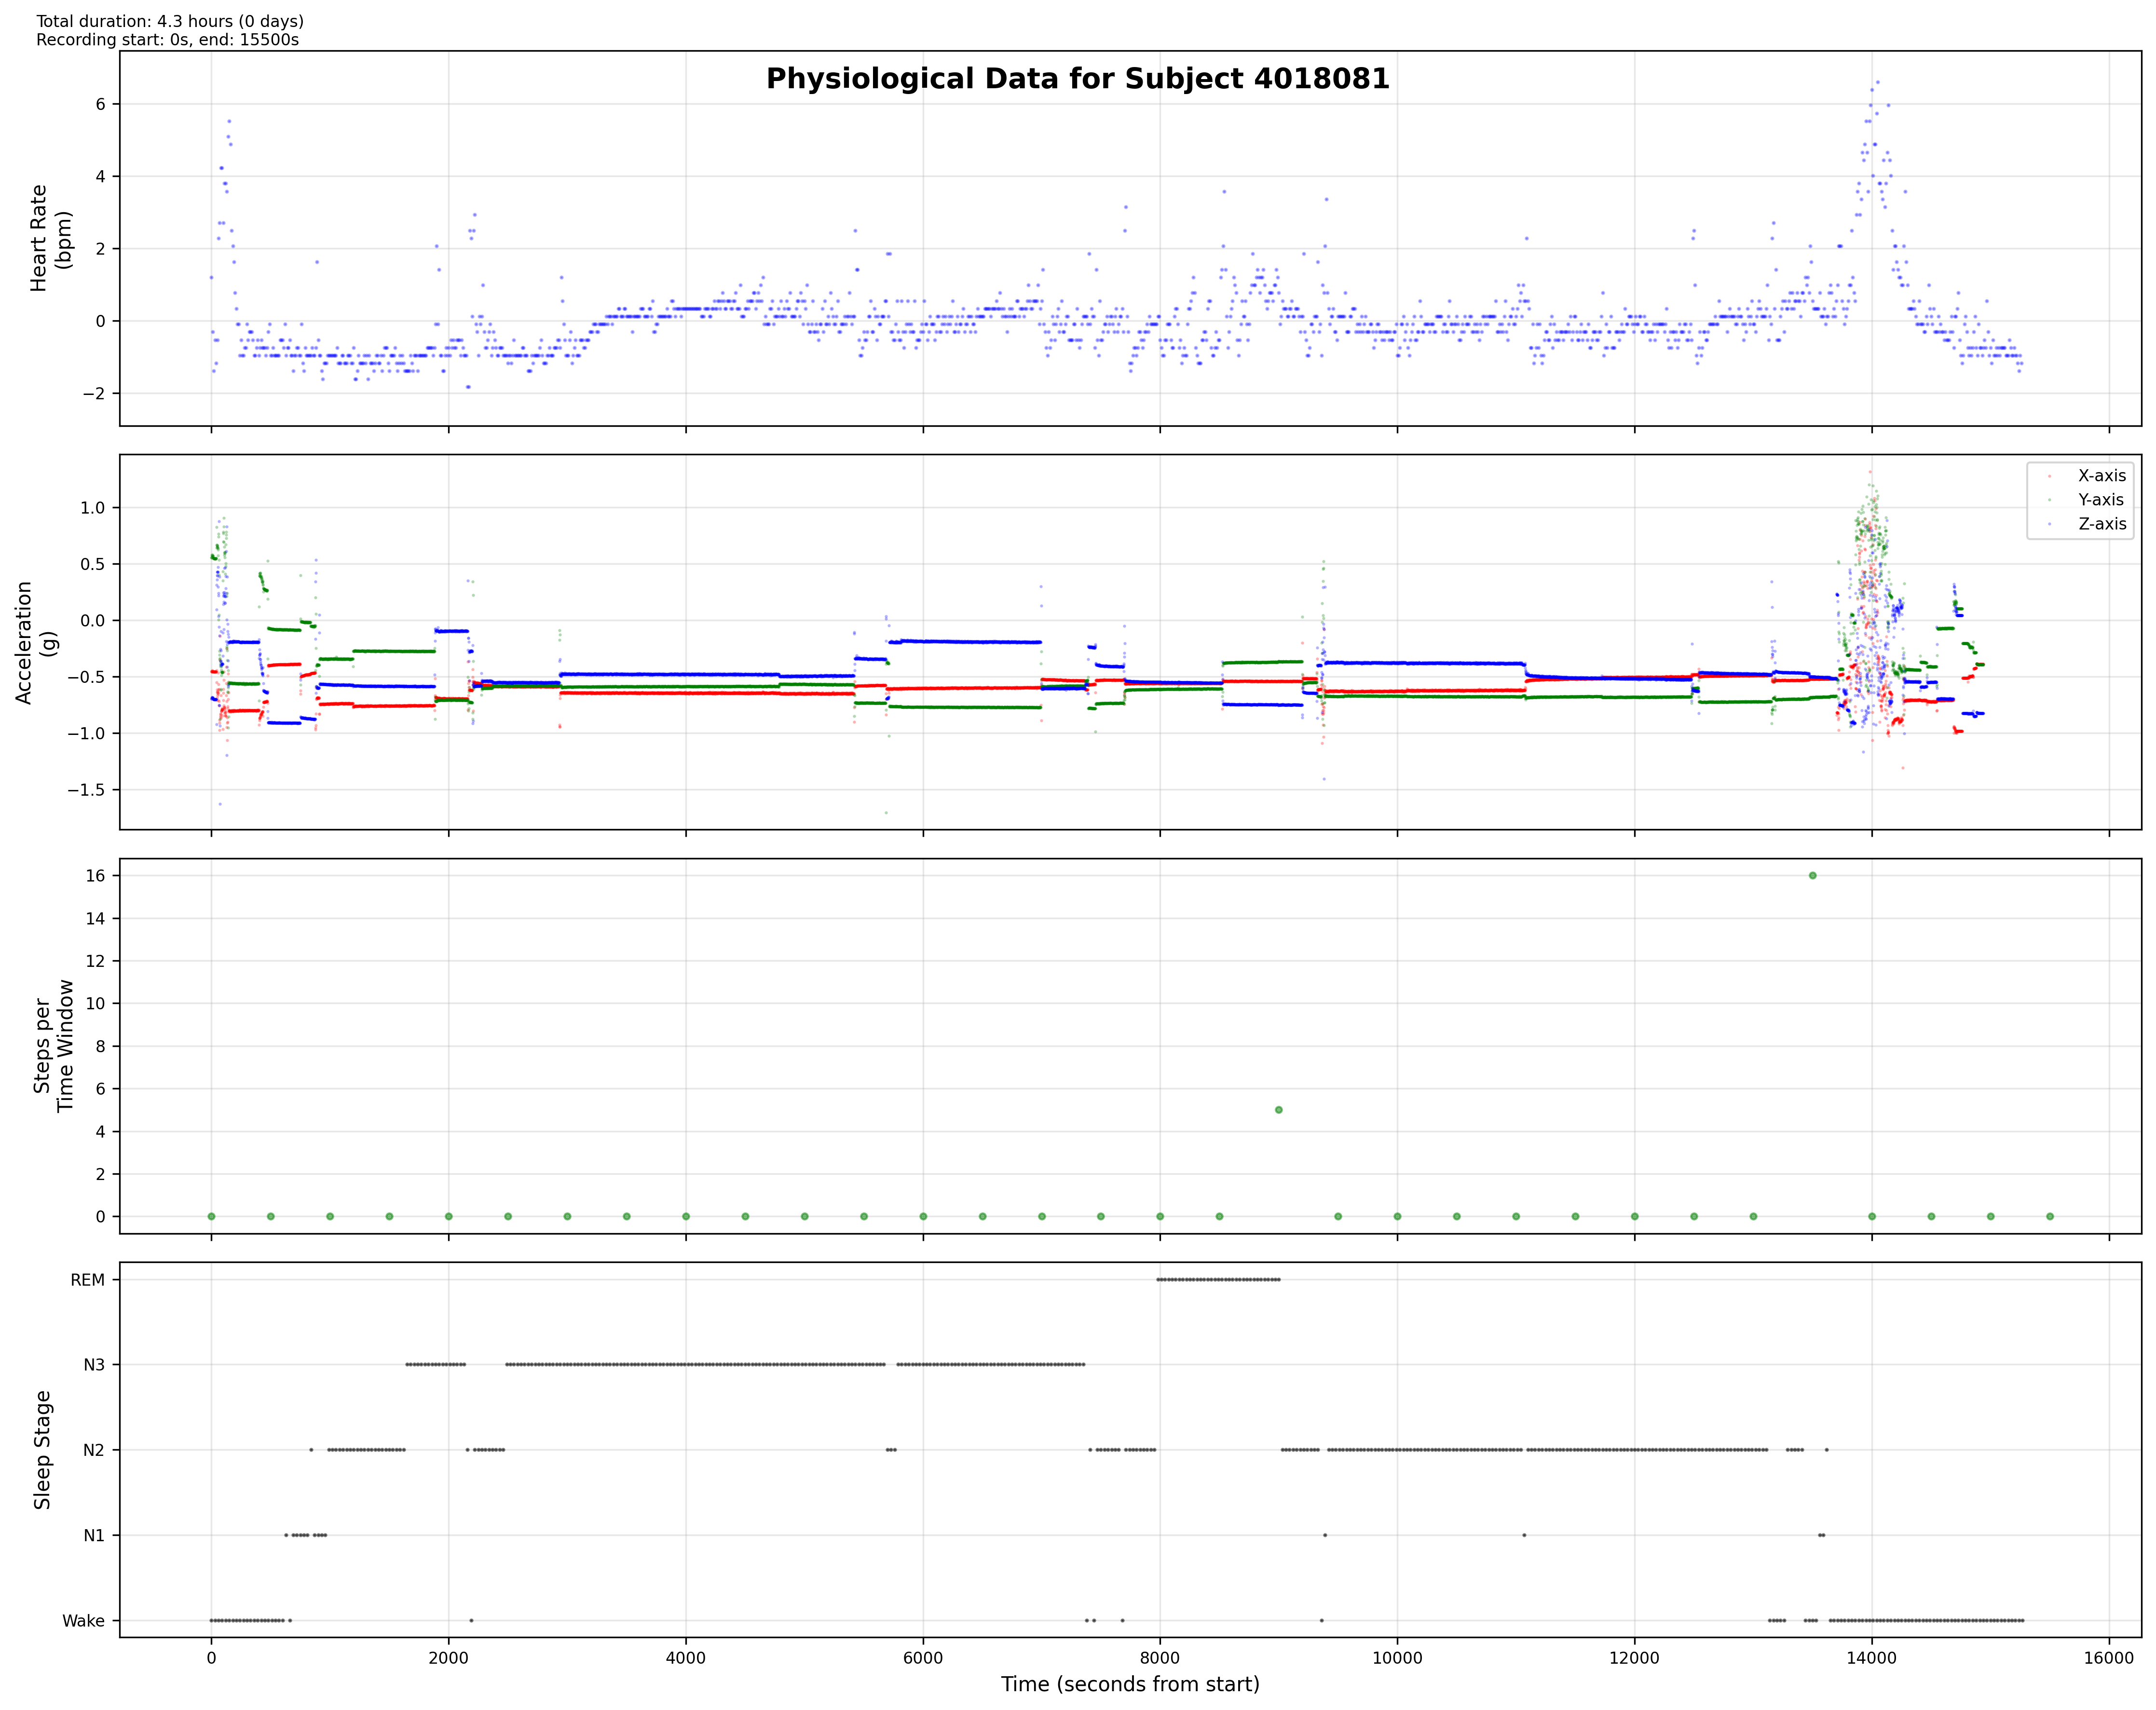 Total duration: 4.3 hours (0 days)
Recording start: 0s, end: 15500s
Physiological Data for Subject 4018081
Heart Rate
(bpm)
6
4
2
0
−2
Acceleration
(g)
1.0
0.5
0.0
−0.5
−1.0
−1.5
X-axis
Y-axis
Z-axis
Steps per
Time Window
16
14
12
10
8
6
4
2
0
Sleep Stage
REM
N3
N2
N1
Wake
0 2000 4000 6000 8000 10000 12000 14000 16000
Time (seconds from start)